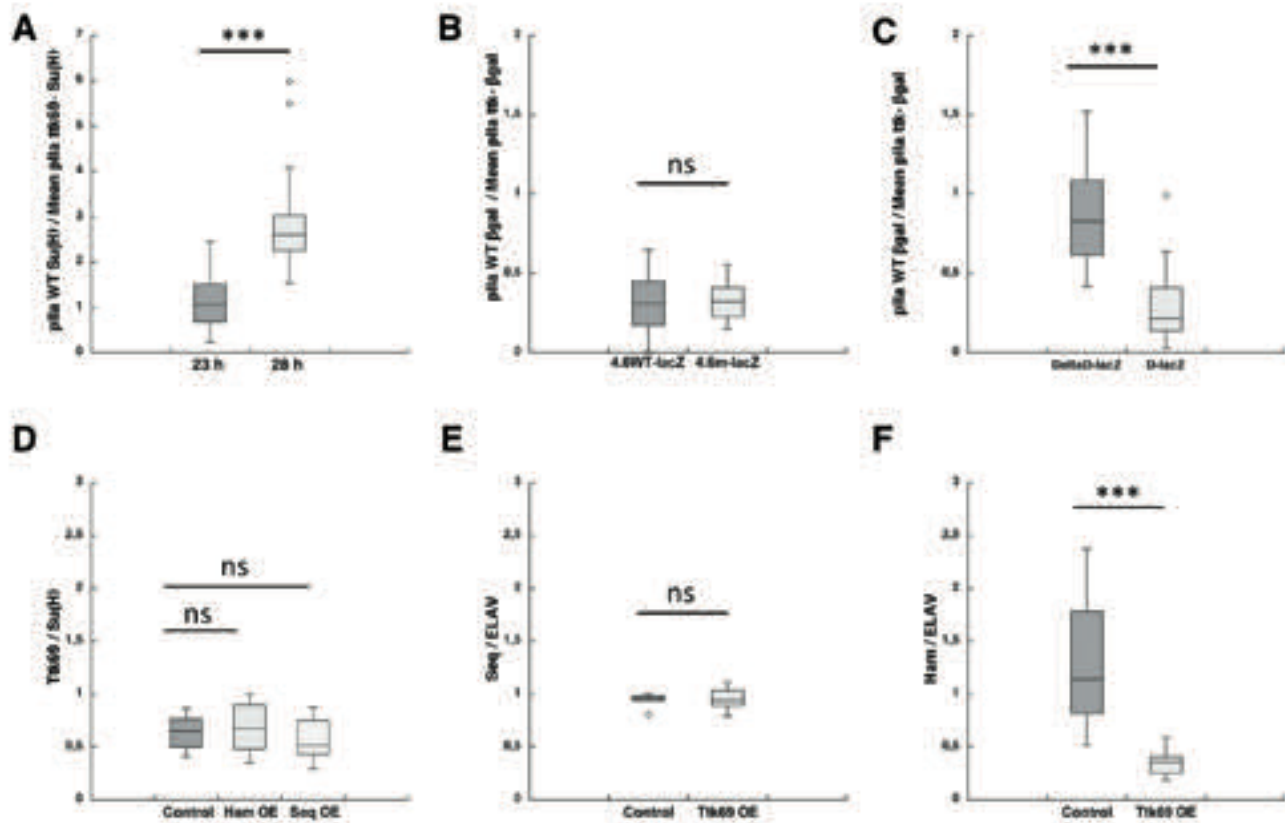 A
pIIa WT Su(H) / Mean pIIa ttk69- Su(H)
7
6
5
4
3
2
1
0
***
23 h 28 h
B
pIIa WT βgal / Mean pIIa ttk- βgal
2
1,5
1
0,5
0
ns
4.6WT-lacZ 4.6m-lacZ
C
pIIa WT βgal / Mean pIIa ttk- βgal
2
1,5
1
0,5
0
***
DeltaD-lacZ D-lacZ
D
Ttk69 / Su(H)
3
2,5
2
1,5
1
0,5
0
ns
ns
Control Ham OE Seq OE
E
Seq / ELAV
3
2,5
2
1,5
1
0,5
0
ns
Control Ttk69 OE
F
Ham / ELAV
3
2,5
2
1,5
1
0,5
0
***
Control Ttk69 OE